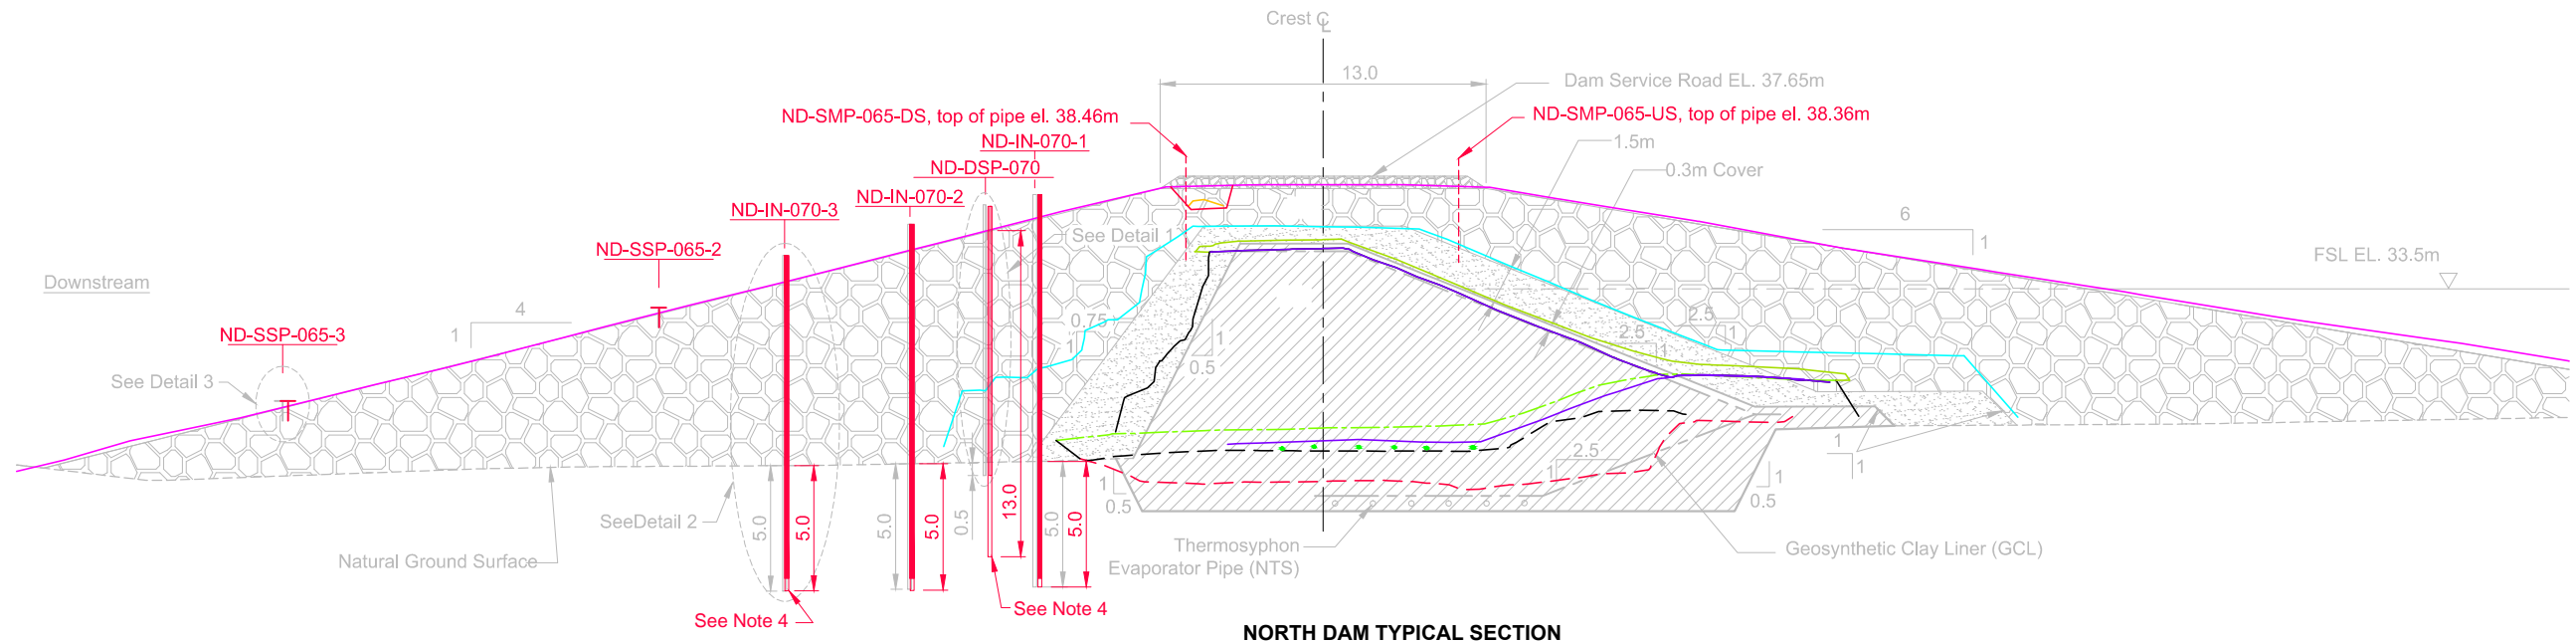 Crest ℄
13.0
Dam Service Road EL. 37.65m
ND-SMP-065-DS, top of pipe el. 38.46m
ND-SMP-065-US, top of pipe el. 38.36m
ND-IN-070-1
1.5m
ND-DSP-070
0.3m Cover
ND-IN-070-2
ND-IN-070-3
6
1
See Detail 1
ND-SSP-065-2
FSL EL. 33.5m
Downstream
4
1
0.75
1
2.5
1
ND-SSP-065-3
1
0.5
2.5
1
See Detail 3
1
1
2.5
1
1
0.5
1
0.5
5.0
5.0
5.0
5.0
0.5
13.0
5.0
5.0
SeeDetail 2
Natural Ground Surface
Thermosyphon
Evaporator Pipe (NTS)
Geosynthetic Clay Liner (GCL)
See Note 4
See Note 4
NORTH DAM TYPICAL SECTION